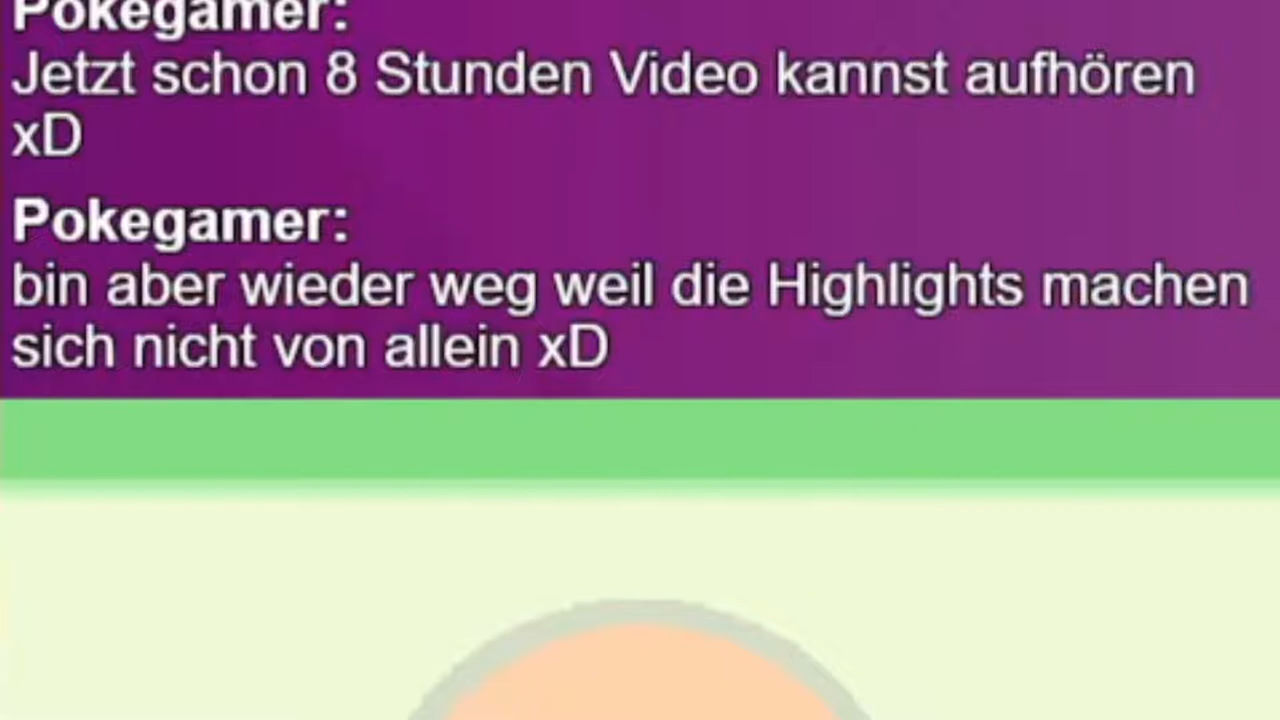 Pokegamer:
Jetzt schon 8 Stunden Video kannst aufhören
xD
Pokegamer:
bin aber wieder weg weil die Highlights machen
sich nicht von allein xD